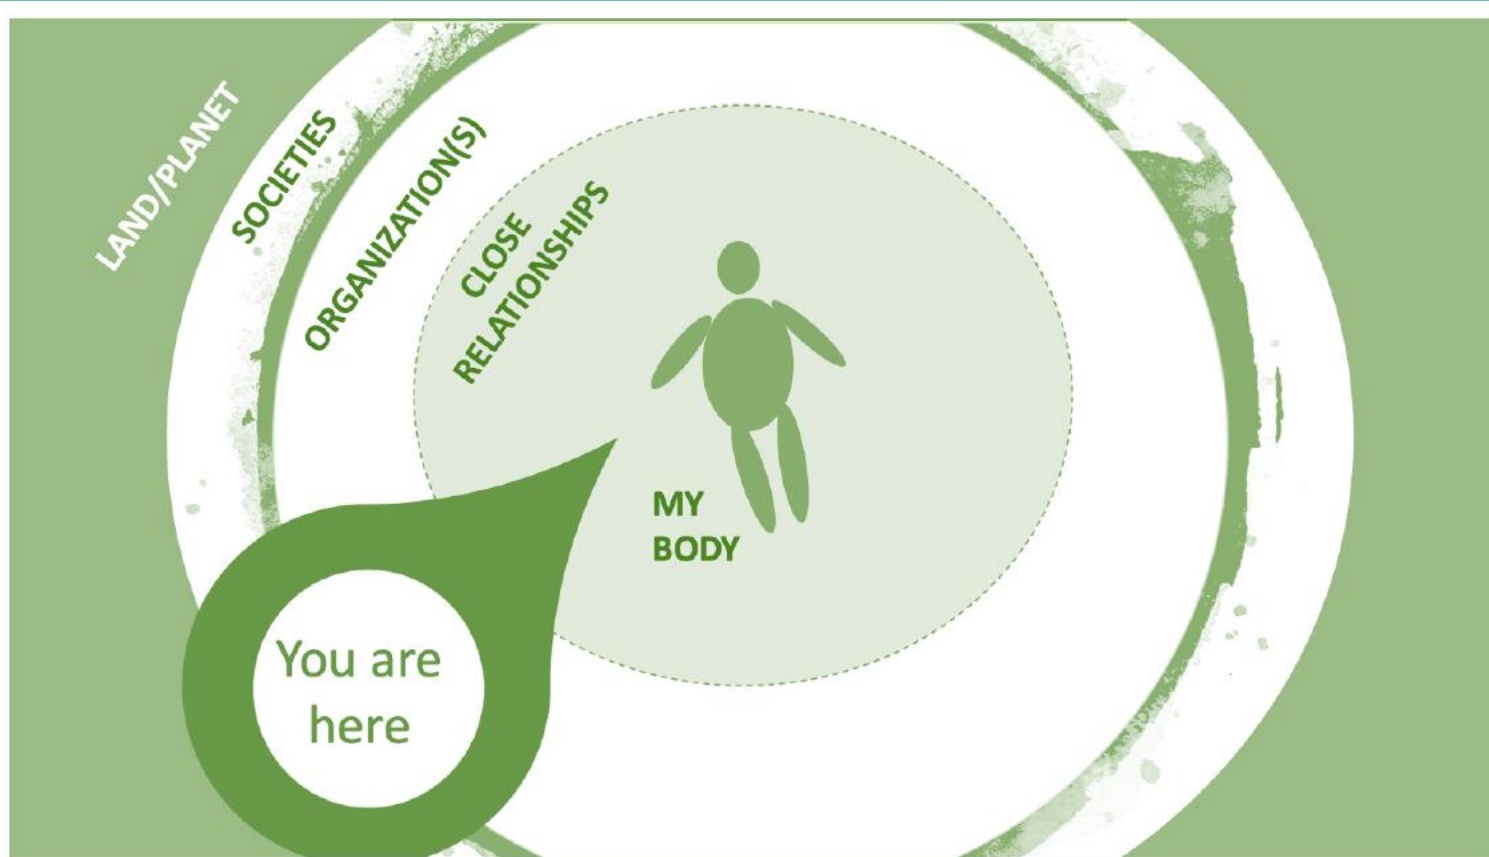 LAND/PLANET
SOCIETIES
ORGANIZATION(S)
CLOSE
RELATIONSHIPS
MY
BODY
You are
here